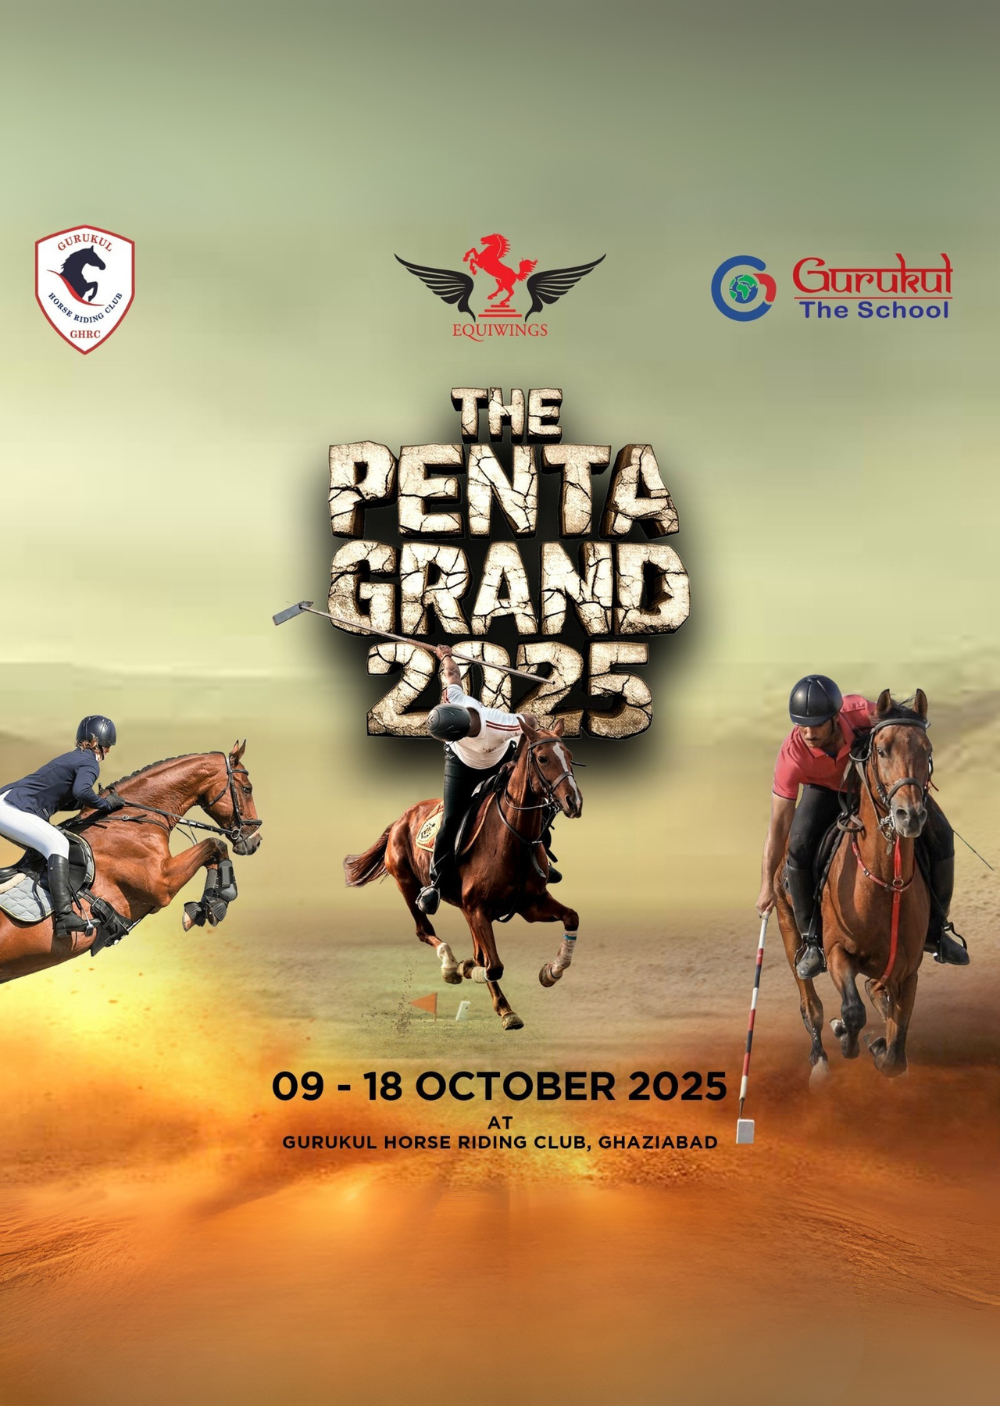 GURUKUL
HORSE RIDING CLUB
GHRC
EQUIWINGS
Gurukul
The School
THE
PENTA
GRAND
2025
09 - 18 OCTOBER 2025
AT
GURUKUL HORSE RIDING CLUB, GHAZIABAD